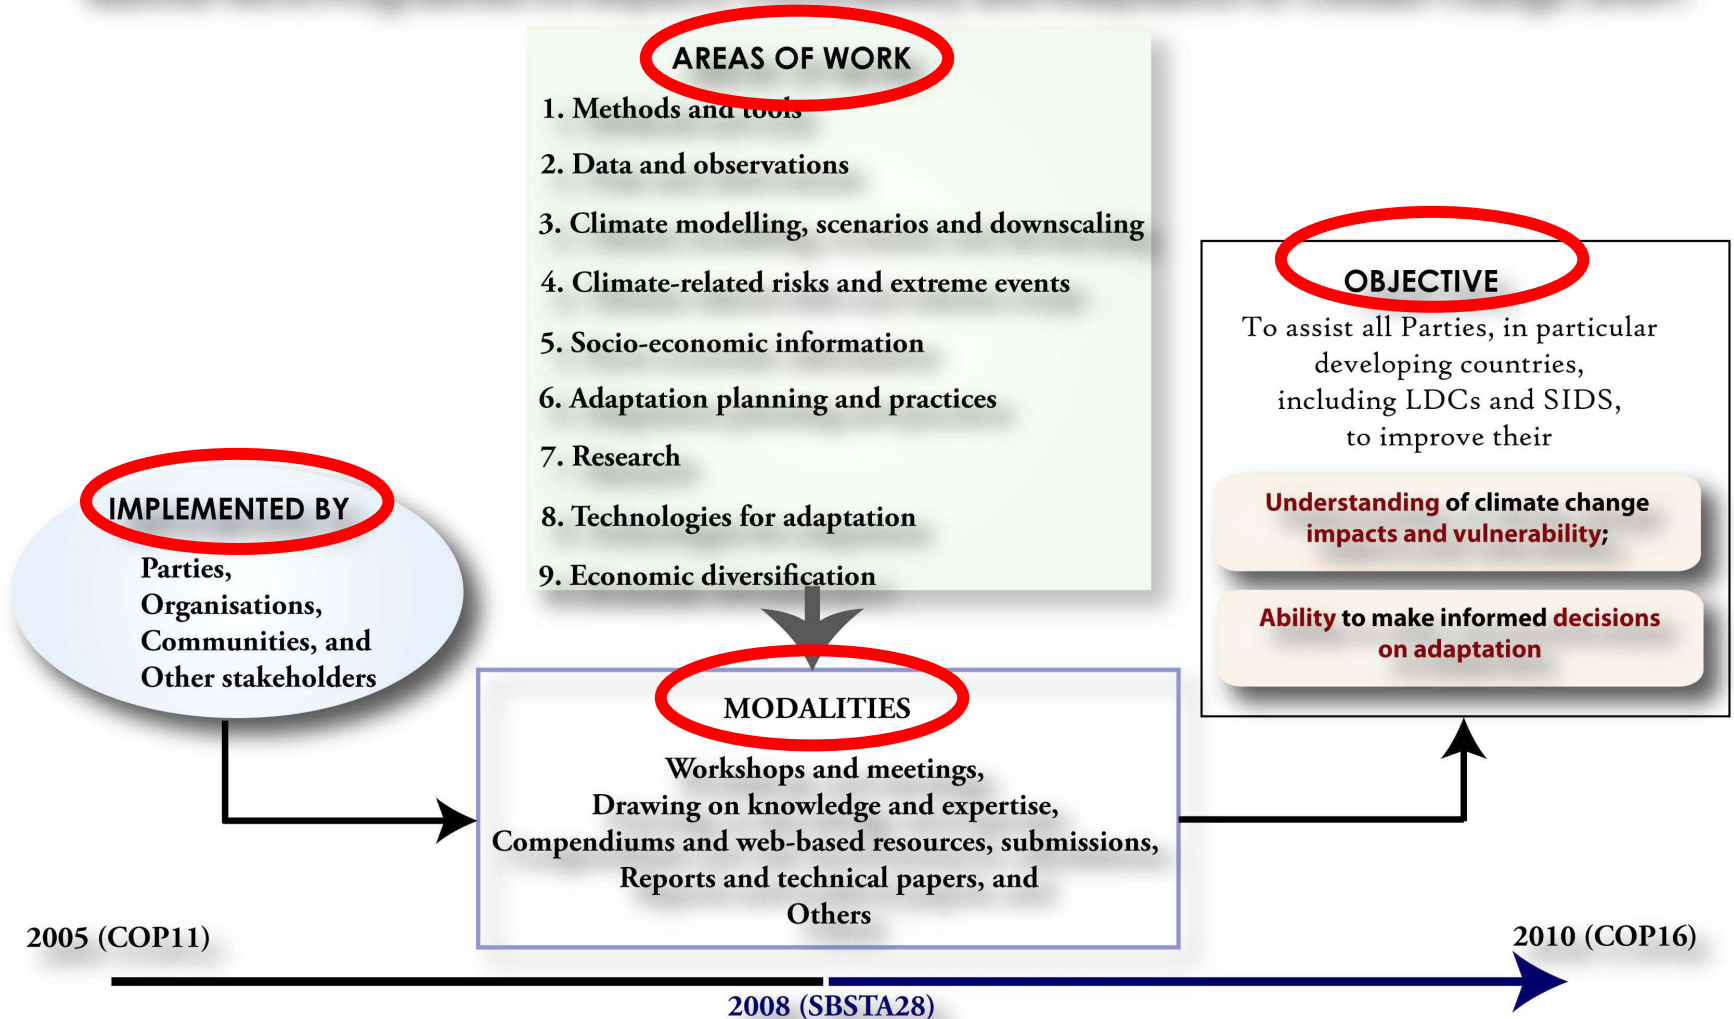 AREAS OF WORK
1. Methods and tools
2. Data and observations
3. Climate modelling, scenarios and downscaling
4. Climate-related risks and extreme events
5. Socio-economic information
6. Adaptation planning and practices
7. Research
8. Technologies for adaptation
9. Economic diversification
IMPLEMENTED BY
Parties,
Organisations,
Communities, and
Other stakeholders
MODALITIES
Workshops and meetings,
Drawing on knowledge and expertise,
Compendiums and web-based resources, submissions,
Reports and technical papers, and
Others
OBJECTIVE
To assist all Parties, in particular
developing countries,
including LDCs and SIDS,
to improve their
Understanding of climate change
impacts and vulnerability;
Ability to make informed decisions
on adaptation
2005 (COP11)
2008 (SBSTA28)
2010 (COP16)